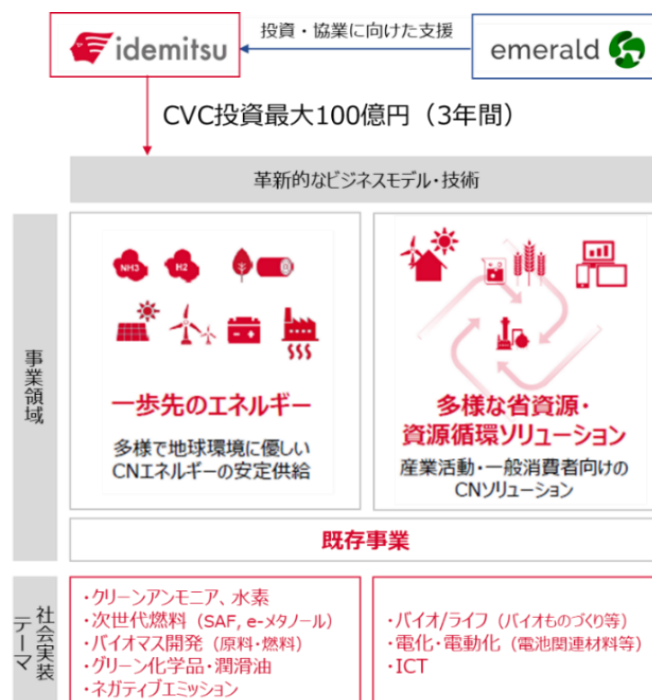 idemitsu
投資・協業に向けた支援
emerald
CVC投資最大100億円（3年間）
革新的なビジネスモデル・技術
事業領域
NH3
H2
一歩先のエネルギー
多様で地球環境に優しい
CNエネルギーの安定供給
多様な省資源・
資源循環ソリューション
産業活動・一般消費者向けの
CNソリューション
既存事業
社会実装
テーマ
・クリーンアンモニア、水素
・次世代燃料（SAF, e-メタノール）
・バイオマス開発（原料・燃料）
・グリーン化学品・潤滑油
・ネガティブエミッション
・バイオ/ライフ（バイオものづくり等）
・電化・電動化（電池関連材料等）
・ICT